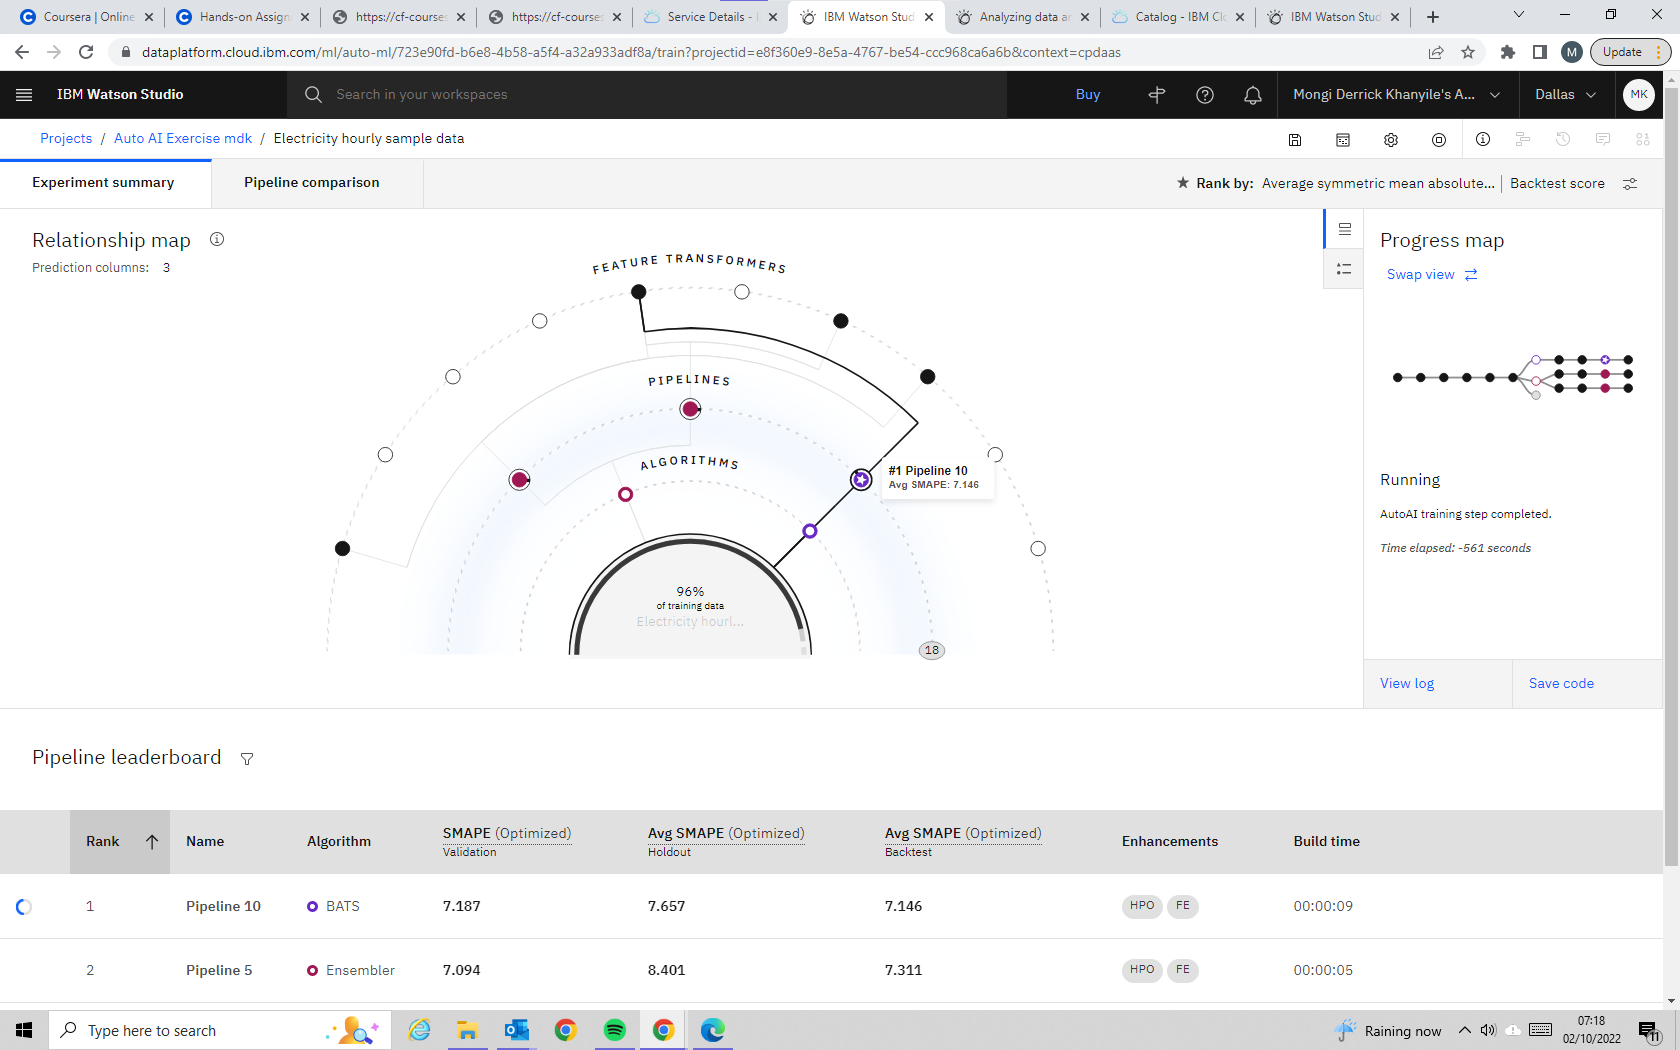 Coursera | Online
Hands-on Assign
https://cf-courses
https://cf-courses
Service Details - I
IBM Watson Stud
Analyzing data a
Catalog - IBM Cl
IBM Watson Stud
dataplatform.cloud.ibm.com/ml/auto-ml/723e90fd-b6e8-4b58-a5f4-a32a933adf8a/train?projectid=e8f360e9-8e5a-4767-be54-ccc968ca6a6b&context=cpdaas
M
Update
IBM Watson Studio
Search in your workspaces
Buy
Mongi Derrick Khanyile's A...
Dallas
MK
Projects / Auto AI Exercise mdk / Electricity hourly sample data
Experiment summary
Pipeline comparison
Rank by: Average symmetric mean absolute... | Backtest score
Relationship map
Prediction columns: 3
FEATURE TRANSFORMERS
PIPELINES
ALGORITHMS
#1 Pipeline 10
Avg SMAPE: 7.146
96%
of training data
Electricity hourl...
18
Progress map
Swap view
Running
AutoAI training step completed.
Time elapsed: -561 seconds
View log
Save code
Pipeline leaderboard
Rank
Name
Algorithm
SMAPE (Optimized)
Validation
Avg SMAPE (Optimized)
Holdout
Avg SMAPE (Optimized)
Backtest
Enhancements
Build time
1 Pipeline 10 BATS 7.187 7.657 7.146 HPO FE 00:00:09
2 Pipeline 5 Ensembler 7.094 8.401 7.311 HPO FE 00:00:05
Type here to search
Raining now
07:18
02/10/2022
11